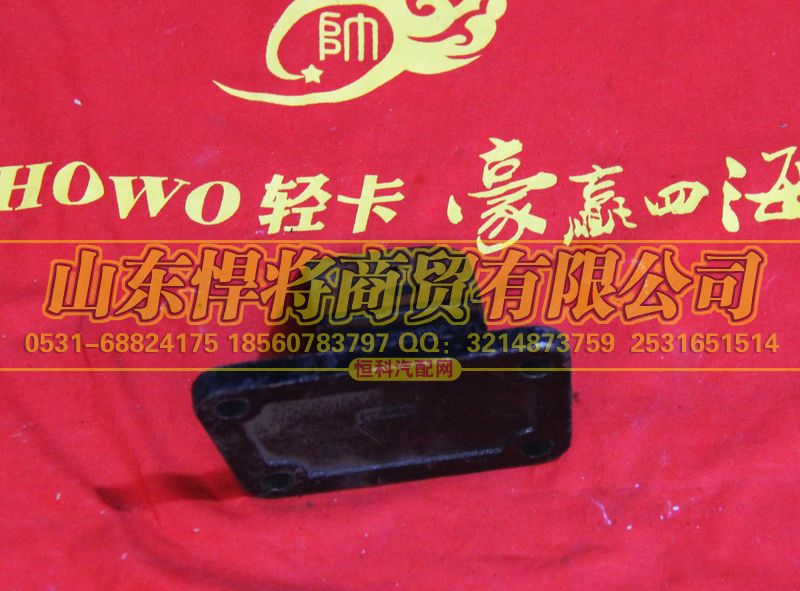 帅
HOWO 轻卡 豪赢四海
山东悍将商贸有限公司
0531-68824175 18560783797 QQ: 3214873759 2531651514
恒科汽配网